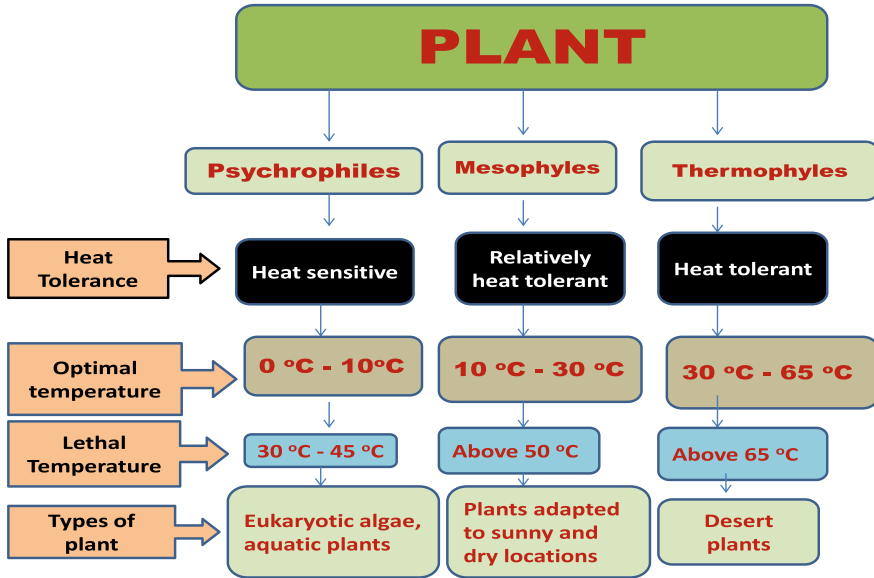 PLANT
Psychrophiles
Mesophyles
Thermophyles
Heat
Tolerance
Heat sensitive
Relatively
heat tolerant
Heat tolerant
Optimal
temperature
0 ºC - 10ºC
10 ºC - 30 ºC
30 ºC - 65 ºC
Lethal
Temperature
30 ºC - 45 ºC
Above 50 ºC
Above 65 ºC
Types of
plant
Eukaryotic algae,
aquatic plants
Plants adapted
to sunny and
dry locations
Desert
plants